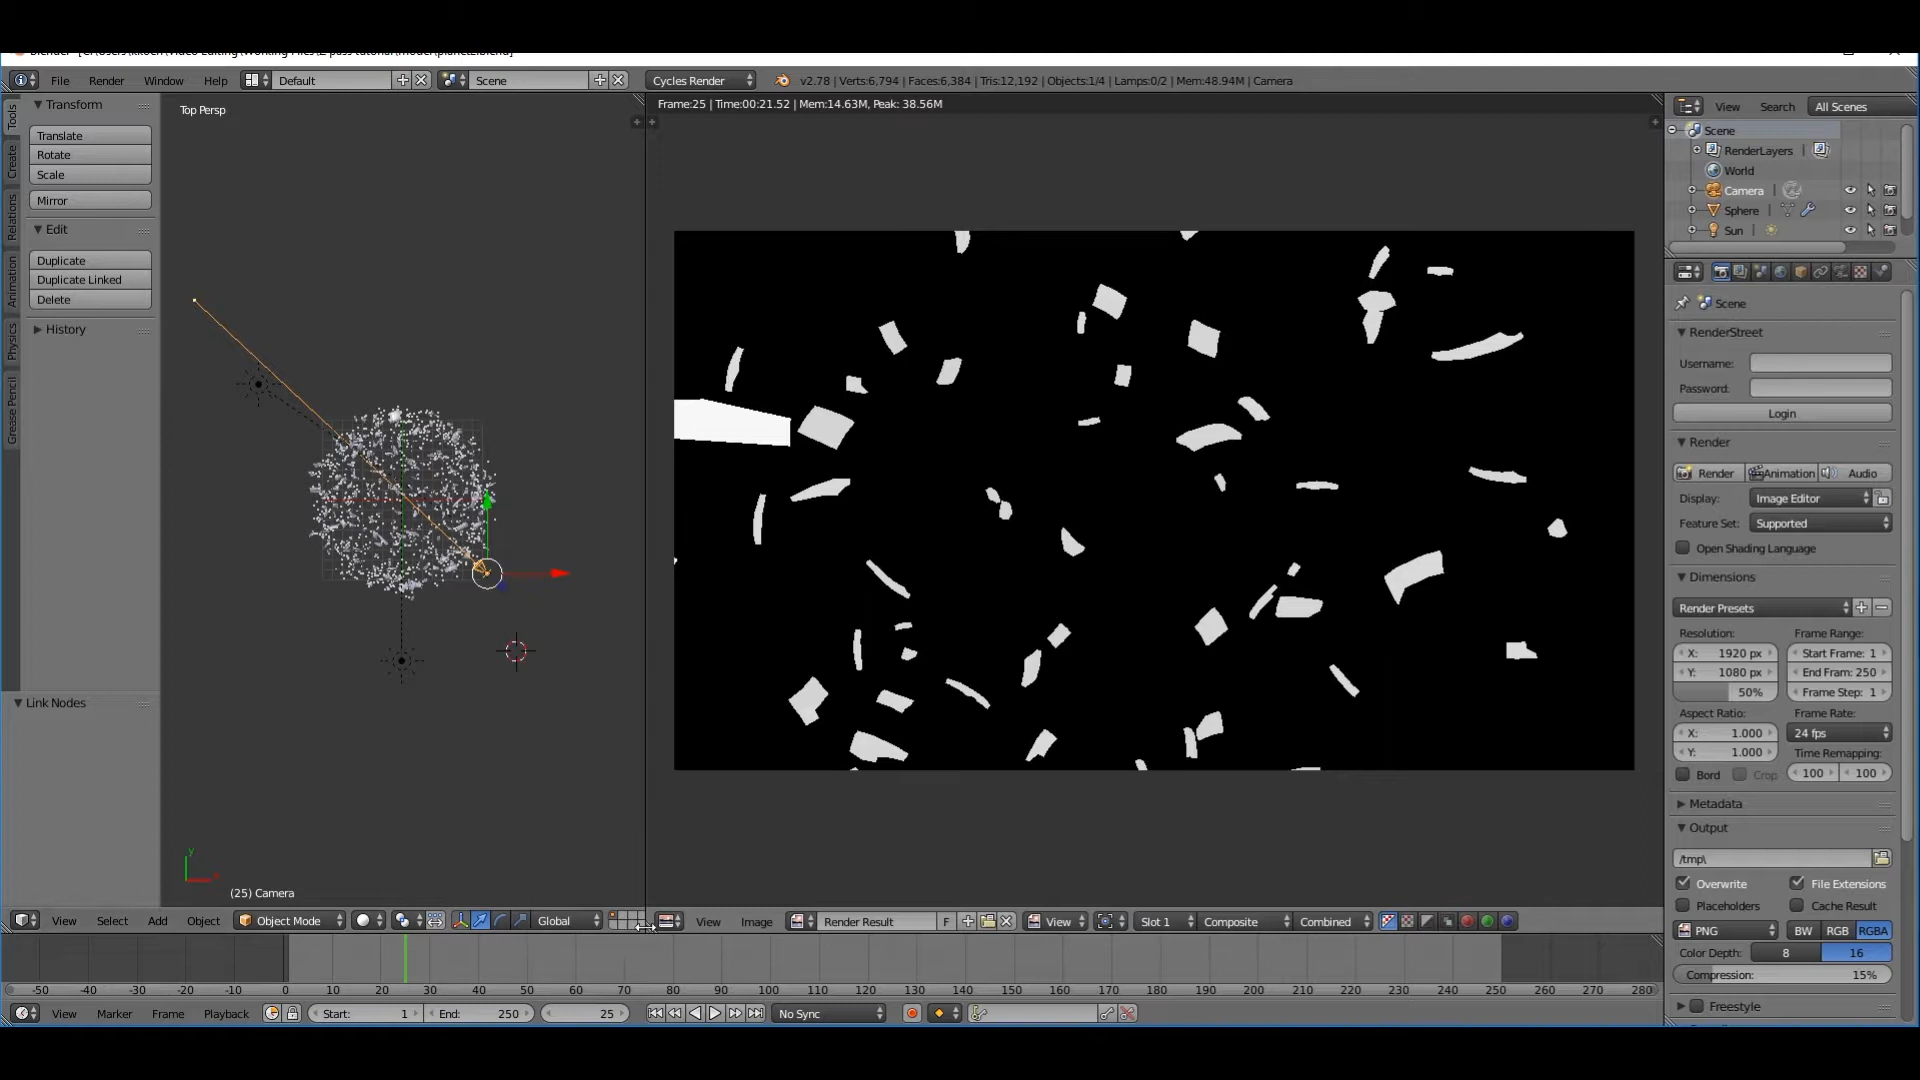 File Render Window Help Default Scene Cycles Render v2.78 | Verts:6,794 | Faces:6,384 | Tris:12,192 | Objects:1/4 | Lamps:0/2 | Mem:48.94M | Camera
Tools
Create
Relations
Animation
Physics
Grease Pencil
Transform
Translate
Rotate
Scale
Mirror
Edit
Duplicate
Duplicate Linked
Delete
History
Link Nodes
Top Persp
y
x
(25) Camera
View Select Add Object Object Mode Global
Frame:25 | Time:00:21.52 | Mem:14.63M, Peak: 38.56M
View Image Render Result F View Slot 1 Composite Combined
View Search All Scenes
Scene
RenderLayers |
World
Camera |
Sphere |
Sun |
Scene
RenderStreet
Username:
Password:
Login
Render
Render Animation Audio
Display: Image Editor
Feature Set: Supported
Open Shading Language
Dimensions
Render Presets
Resolution: Frame Range:
X: 1920 px Start Frame: 1
Y: 1080 px End Fram: 250
50% Frame Step: 1
Aspect Ratio: Frame Rate:
X: 1.000 24 fps
Y: 1.000 Time Remapping:
Bord Crop 100 100
Metadata
Output
/tmp\
Overwrite File Extensions
Placeholders Cache Result
PNG BW RGB RGBA
Color Depth: 8 16
Compression: 15%
Freestyle
-50 -40 -30 -20 -10 0 10 20 30 40 50 60 70 80 90 100 110 120 130 140 150 160 170 180 190 200 210 220 230 240 250 260 270 280
View Marker Frame Playback Start: 1 End: 250 25 No Sync